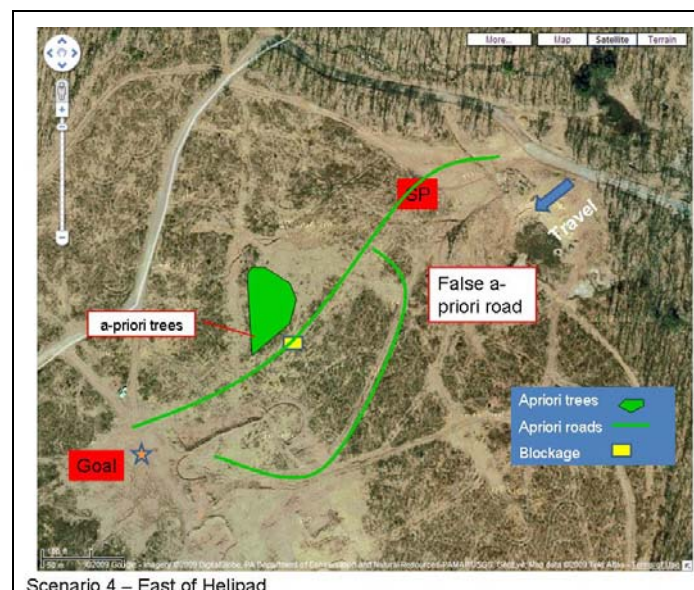 More... Map Satellite Terrain
SP
Travel
False a-
priori road
a-priori trees
Apriori trees
Apriori roads
Blockage
Goal
Scenario 4 – East of Helipad